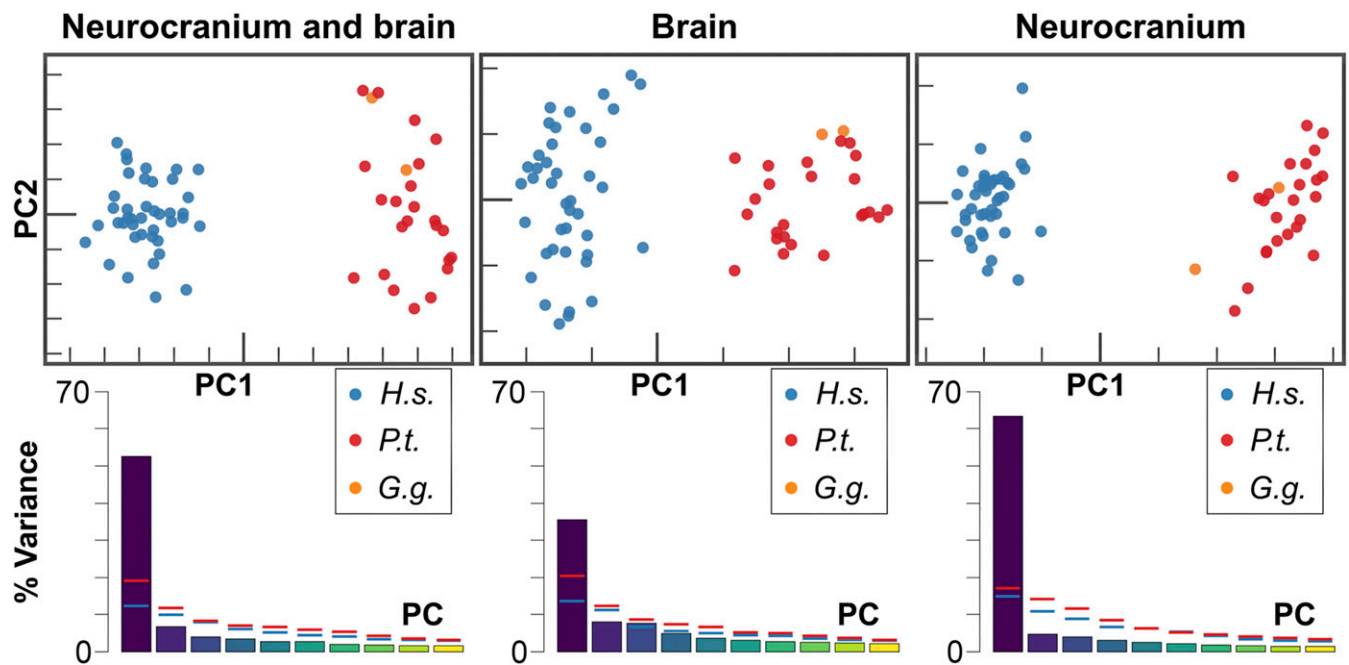 Neurocranium and brain
Brain
Neurocranium
PC2
PC1
PC1
PC1
70
70
70
H.s.
P.t.
G.g.
H.s.
P.t.
G.g.
H.s.
P.t.
G.g.
% Variance
PC
PC
PC
0
0
0